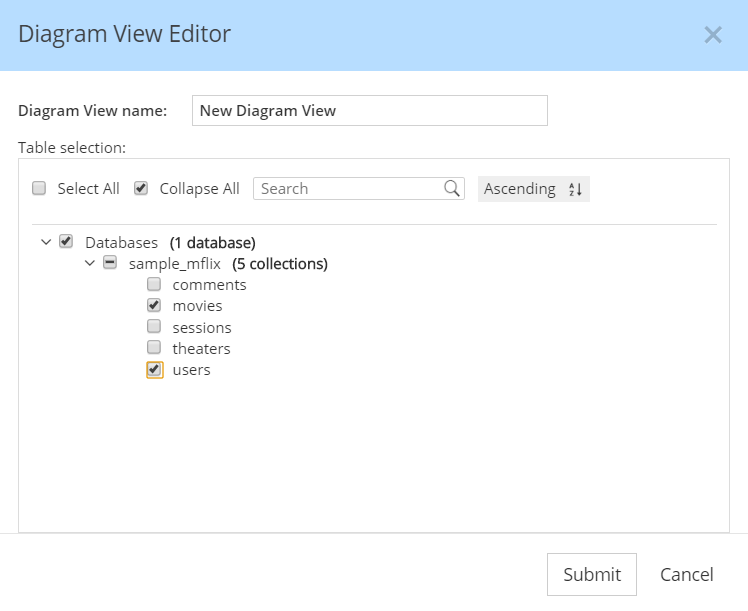 Diagram View Editor
Diagram View name: New Diagram View
Table selection:
Select All Collapse All Search Ascending
Databases (1 database)
sample_mflix (5 collections)
comments
movies
sessions
theaters
users
Submit Cancel